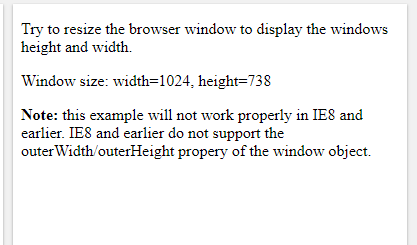 Try to resize the browser window to display the windows
height and width.
Window size: width=1024, height=738
Note: this example will not work properly in IE8 and
earlier. IE8 and earlier do not support the
outerWidth/outerHeight propery of the window object.